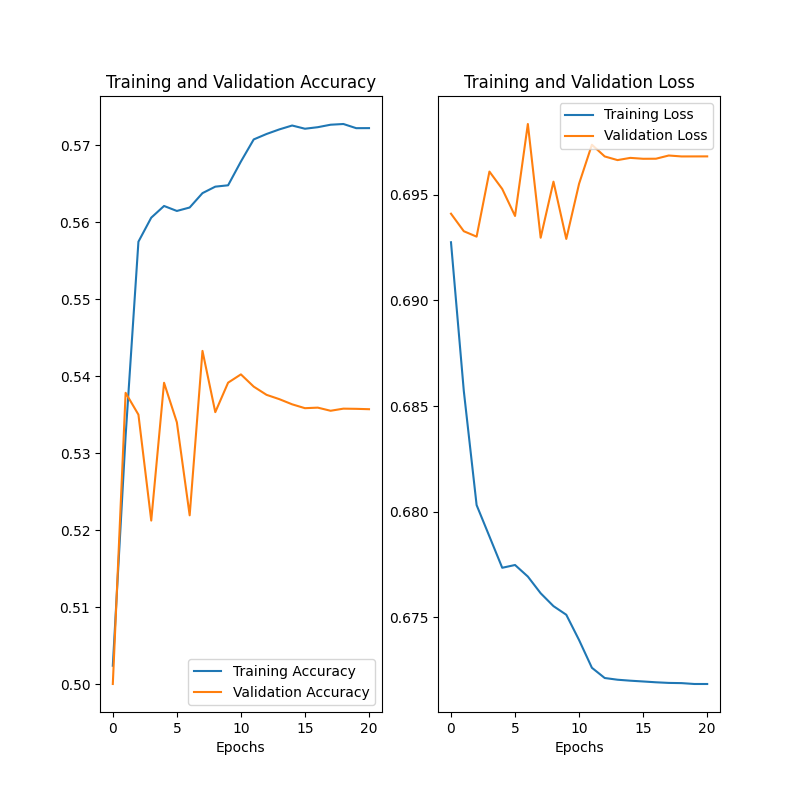 Training and Validation Accuracy
0.57
0.56
0.55
0.54
0.53
0.52
0.51
0.50
0 5 10 15 20
Epochs
Training Accuracy
Validation Accuracy
Training and Validation Loss
0.695
0.690
0.685
0.680
0.675
0 5 10 15 20
Epochs
Training Loss
Validation Loss